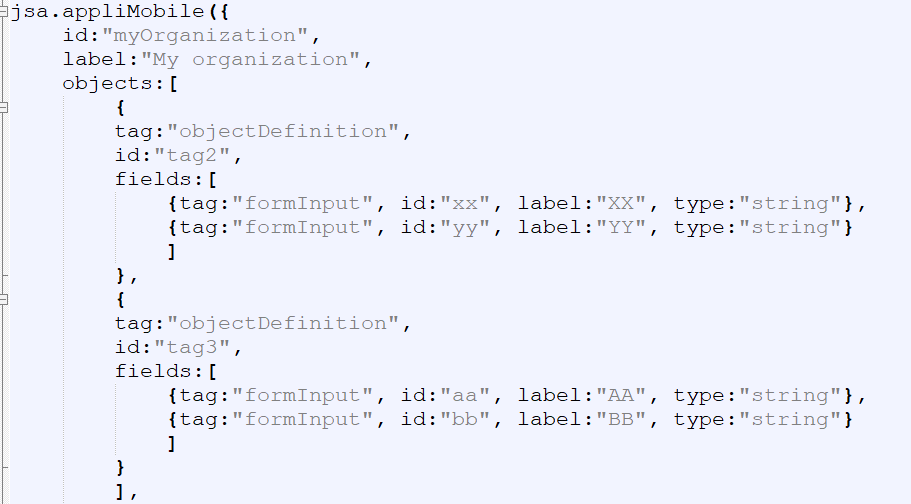 jsa.appliMobile({
    id:"myOrganization",
    label:"My organization",
    objects:[
        {
        tag:"objectDefinition",
        id:"tag2",
        fields:[
            {tag:"formInput", id:"xx", label:"XX", type:"string"},
            {tag:"formInput", id:"yy", label:"YY", type:"string"}
            ]
        },
        {
        tag:"objectDefinition",
        id:"tag3",
        fields:[
            {tag:"formInput", id:"aa", label:"AA", type:"string"},
            {tag:"formInput", id:"bb", label:"BB", type:"string"}
            ]
        }
        ],